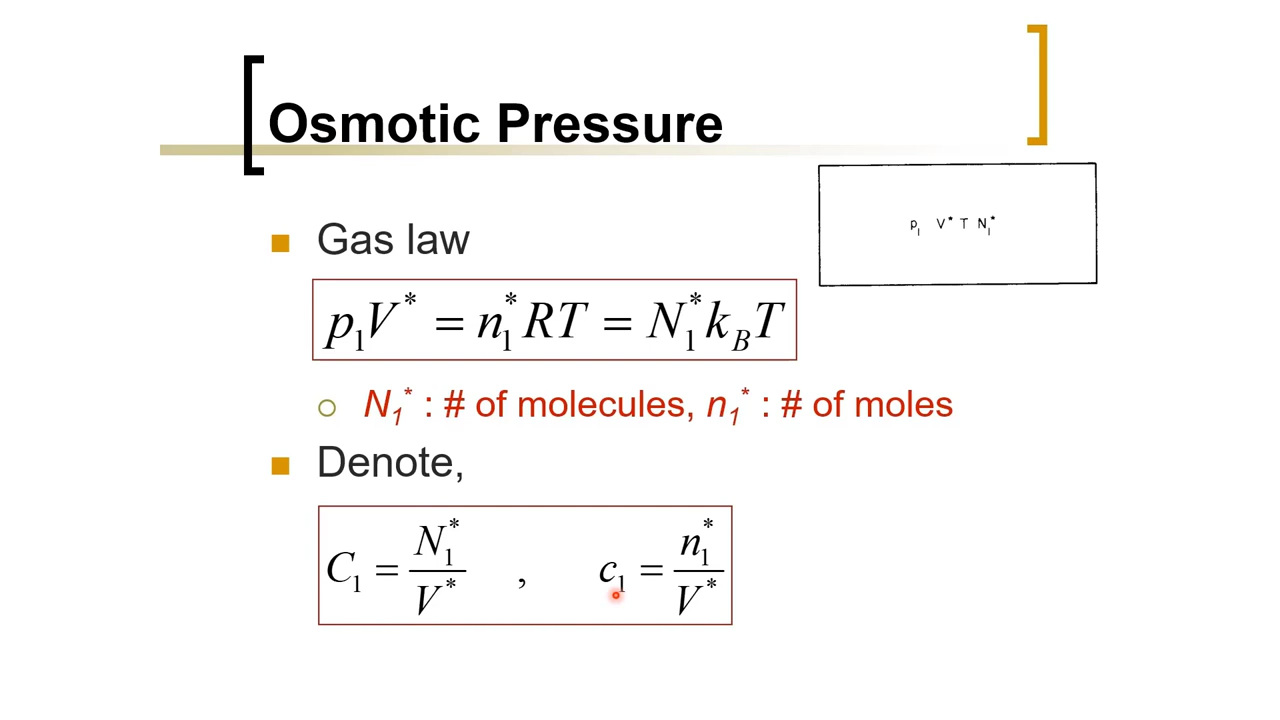 Osmotic Pressure
p₁ V* T N₁*
Gas law
p₁V* = n₁*RT = N₁*k_BT
N₁* : # of molecules, n₁* : # of moles
Denote,
C₁ = N₁*/V* , c₁ = n₁*/V*